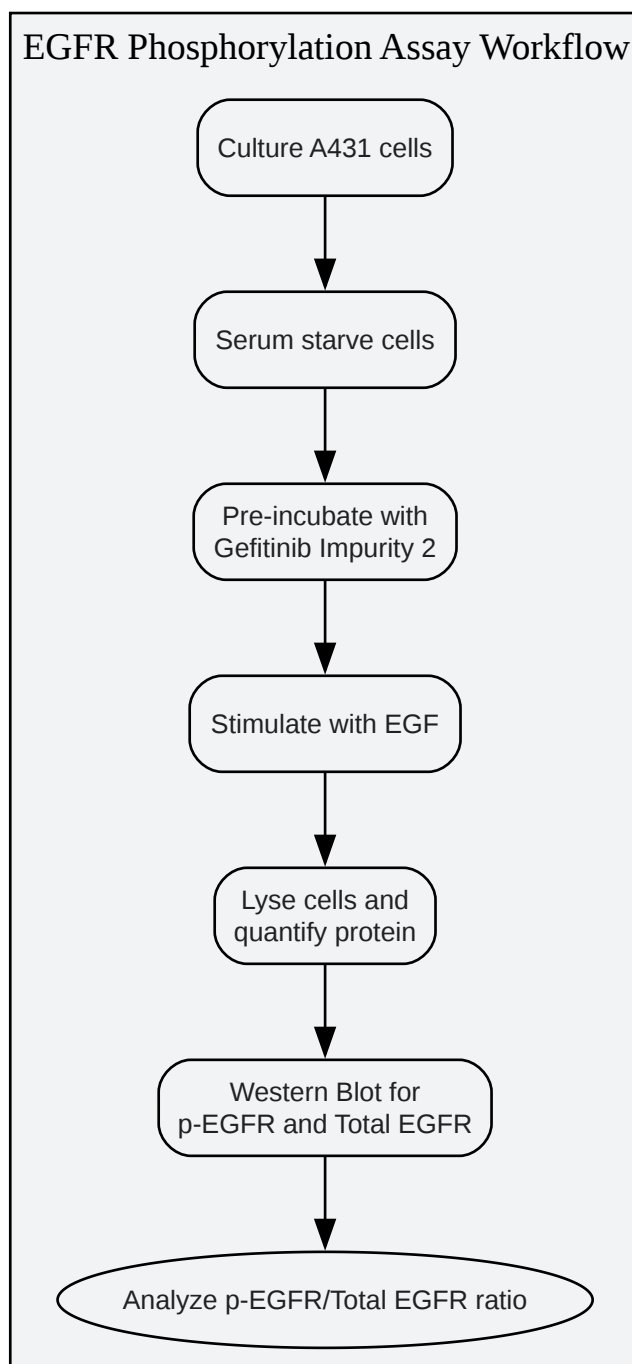 EGFR Phosphorylation Assay Workflow
Culture A431 cells
Serum starve cells
Pre-incubate with
Gefitinib Impurity 2
Stimulate with EGF
Lyse cells and
quantify protein
Western Blot for
p-EGFR and Total EGFR
Analyze p-EGFR/Total EGFR ratio